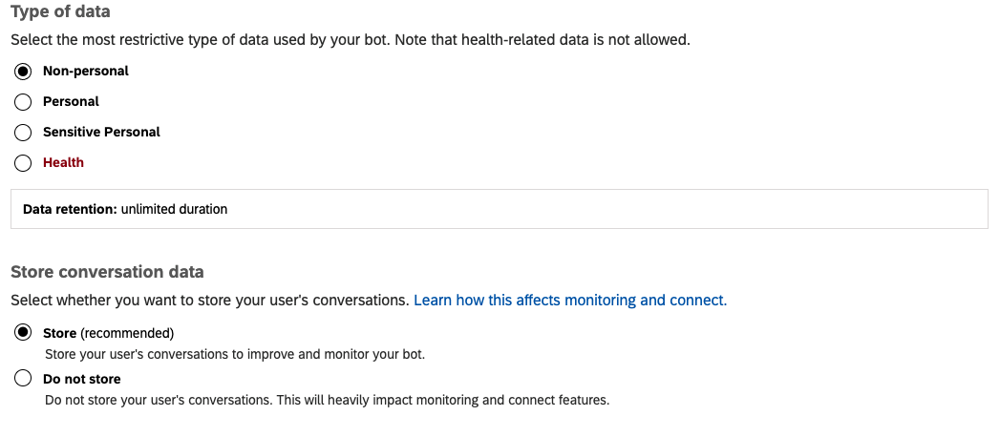 Type of data
Select the most restrictive type of data used by your bot. Note that health-related data is not allowed.
Non-personal
Personal
Sensitive Personal
Health
Data retention: unlimited duration
Store conversation data
Select whether you want to store your user's conversations. Learn how this affects monitoring and connect.
Store (recommended)
Store your user's conversations to improve and monitor your bot.
Do not store
Do not store your user's conversations. This will heavily impact monitoring and connect features.